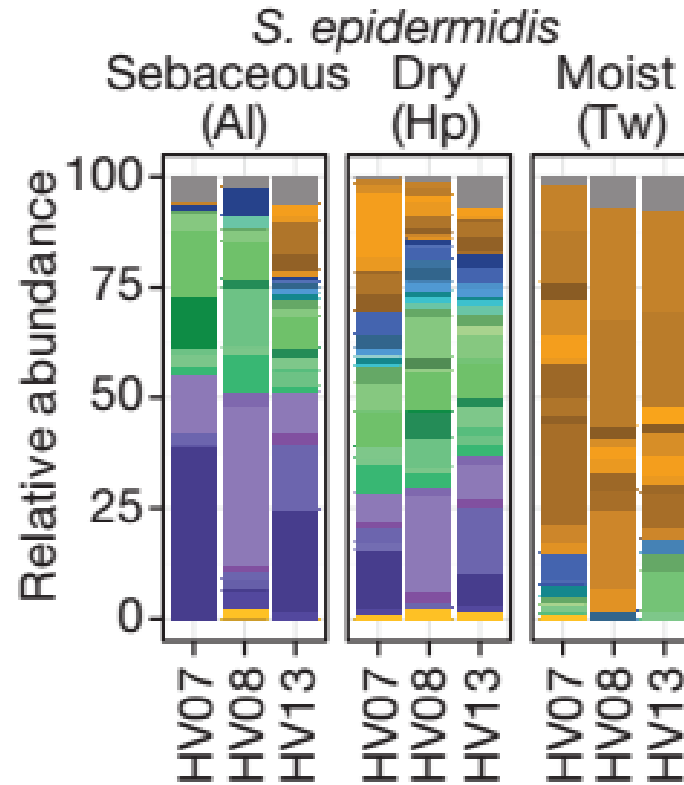 S. epidermidis
Sebaceous Dry Moist
(Al) (Hp) (Tw)
Relative abundance
100
75
50
25
0
HV07 HV08 HV13 HV07 HV08 HV13 HV07 HV08 HV13